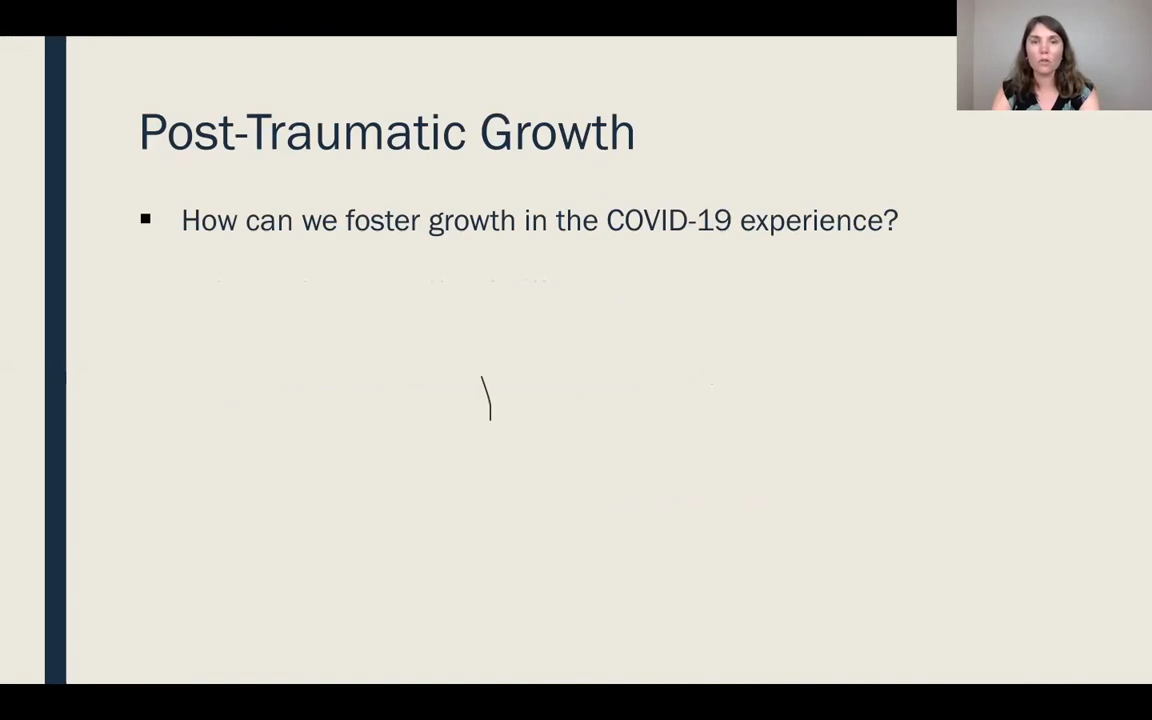 Post-Traumatic Growth
▪ How can we foster growth in the COVID-19 experience?